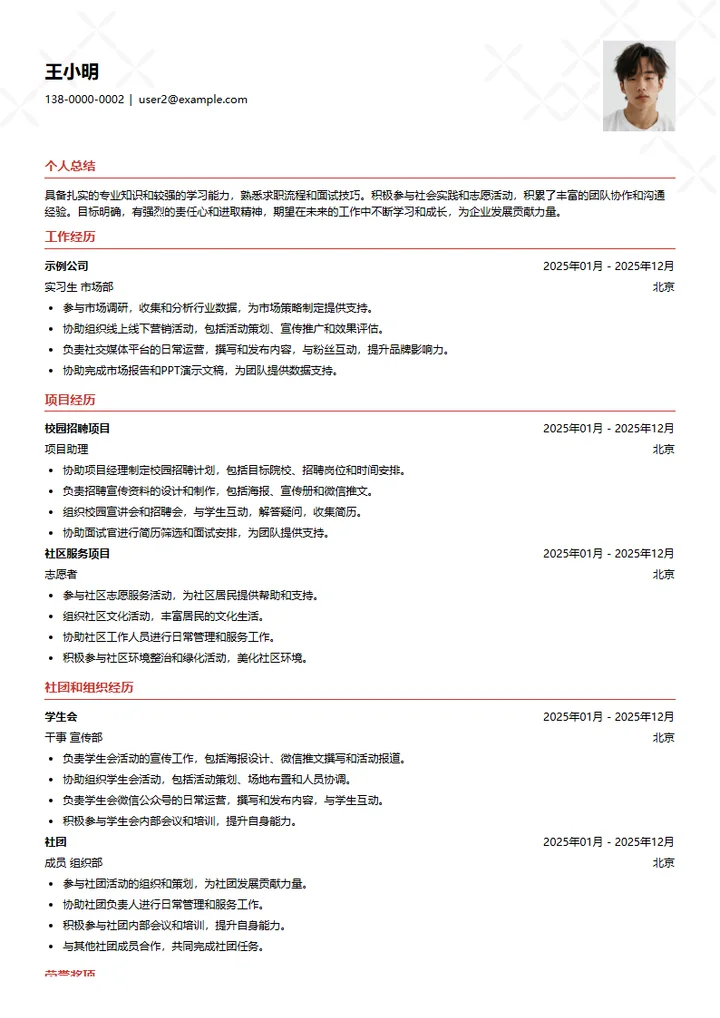 王小明
138-0000-0002 | user2@example.com
个人总结
具备扎实的专业知识和较强的学习能力，熟悉求职流程和面试技巧。积极参与社会实践和志愿活动，积累了丰富的团队协作和沟通
经验。目标明确，有强烈的责任心和进取精神，期望在未来的工作中不断学习和成长，为企业发展贡献力量。
工作经历
示例公司 2025年01月 - 2025年12月
实习生 市场部 北京
• 参与市场调研，收集和分析行业数据，为市场策略制定提供支持。
• 协助组织线上线下营销活动，包括活动策划、宣传推广和效果评估。
• 负责社交媒体平台的日常运营，撰写和发布内容，与粉丝互动，提升品牌影响力。
• 协助完成市场报告和PPT演示文稿，为团队提供数据支持。
项目经历
校园招聘项目 2025年01月 - 2025年12月
项目助理 北京
• 协助项目经理制定校园招聘计划，包括目标院校、招聘岗位和时间安排。
• 负责招聘宣传资料的设计和制作，包括海报、宣传册和微信推文。
• 组织校园宣讲会和招聘会，与学生互动，解答疑问，收集简历。
• 协助面试官进行简历筛选和面试安排，为团队提供支持。
社区服务项目 2025年01月 - 2025年12月
志愿者 北京
• 参与社区志愿服务活动，为社区居民提供帮助和支持。
• 组织社区文化活动，丰富居民的文化生活。
• 协助社区工作人员进行日常管理和服务工作。
• 积极参与社区环境整治和绿化活动，美化社区环境。
社团和组织经历
学生会 2025年01月 - 2025年12月
干事 宣传部 北京
• 负责学生会活动的宣传工作，包括海报设计、微信推文撰写和活动报道。
• 协助组织学生会活动，包括活动策划、场地布置和人员协调。
• 负责学生会微信公众号的日常运营，撰写和发布内容，与学生互动。
• 积极参与学生会内部会议和培训，提升自身能力。
社团 2025年01月 - 2025年12月
成员 组织部 北京
• 参与社团活动的组织和策划，为社团发展贡献力量。
• 协助社团负责人进行日常管理和服务工作。
• 积极参与社团内部会议和培训，提升自身能力。
• 与其他社团成员合作，共同完成社团任务。
荣誉奖项